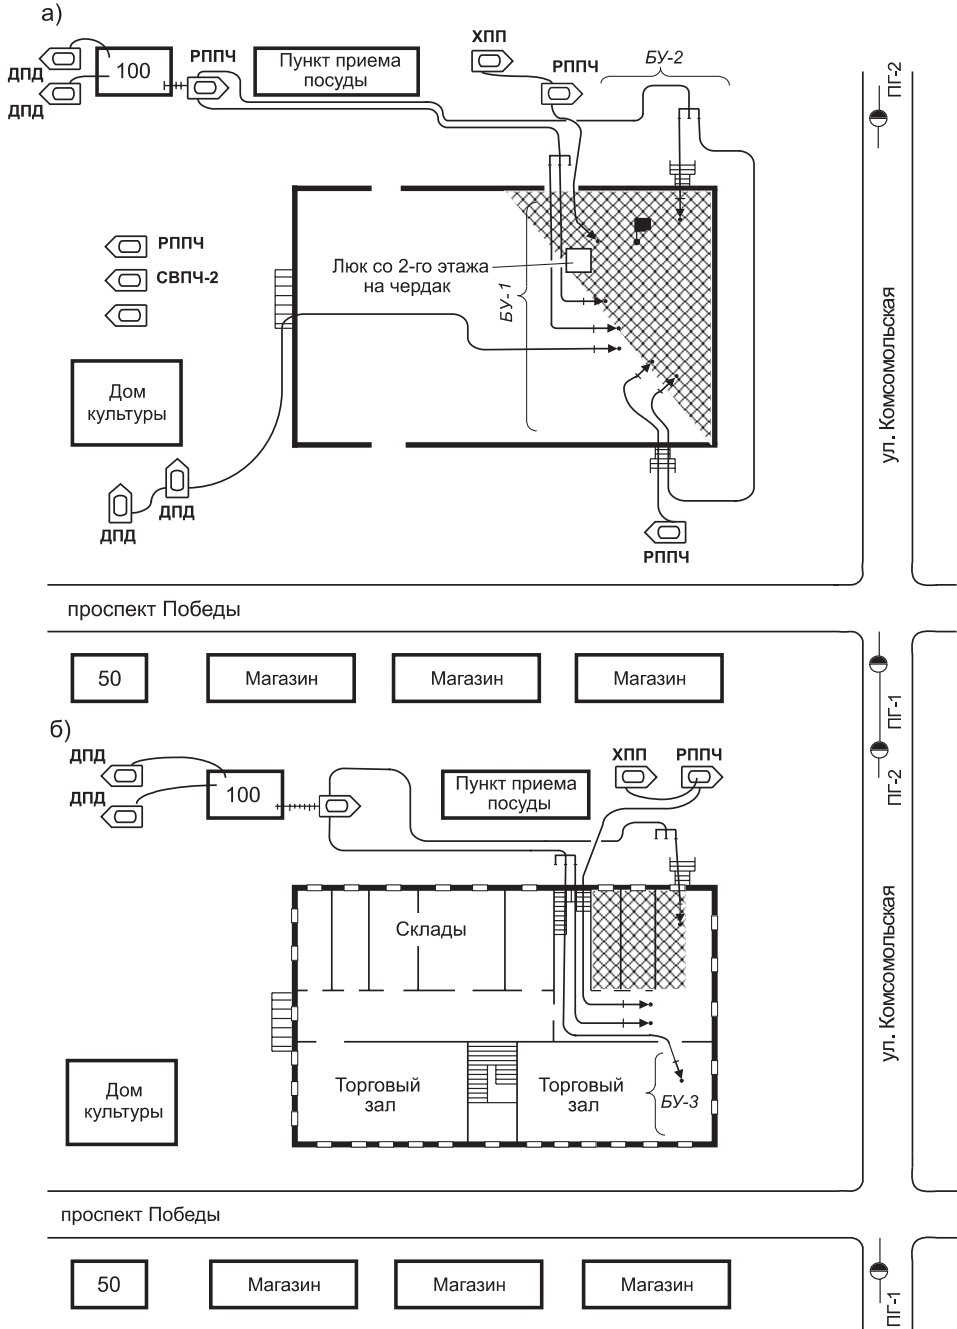 а)
ХПП
БУ-2
РППЧ
РППЧ
ДПД
100
Пункт приема
посуды
ДПД
ПГ-2
РППЧ
СВПЧ-2
Люк со 2-го этажа
на чердак
БУ-1
Дом
культуры
ул. Комсомольская
ДПД
ДПД
РППЧ
проспект Победы
50
Магазин
Магазин
Магазин
ПГ-1
б)
ДПД
ХПП
РППЧ
ДПД
100
Пункт приема
посуды
ПГ-2
Склады
ул. Комсомольская
Торговый
зал
Торговый
зал
БУ-3
Дом
культуры
проспект Победы
50
Магазин
Магазин
Магазин
ПГ-1